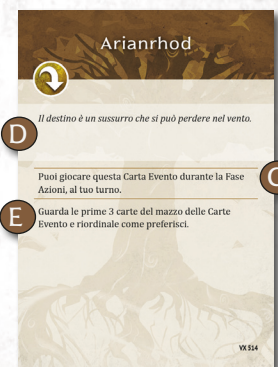 Arianrhod
Il destino è un sussurro che si può perdere nel vento.
D
Puoi giocare questa Carta Evento durante la Fase
Azioni, al tuo turno.
E
Guarda le prime 3 carte del mazzo delle Carte
Evento e riordinale come preferisci.
VX 514